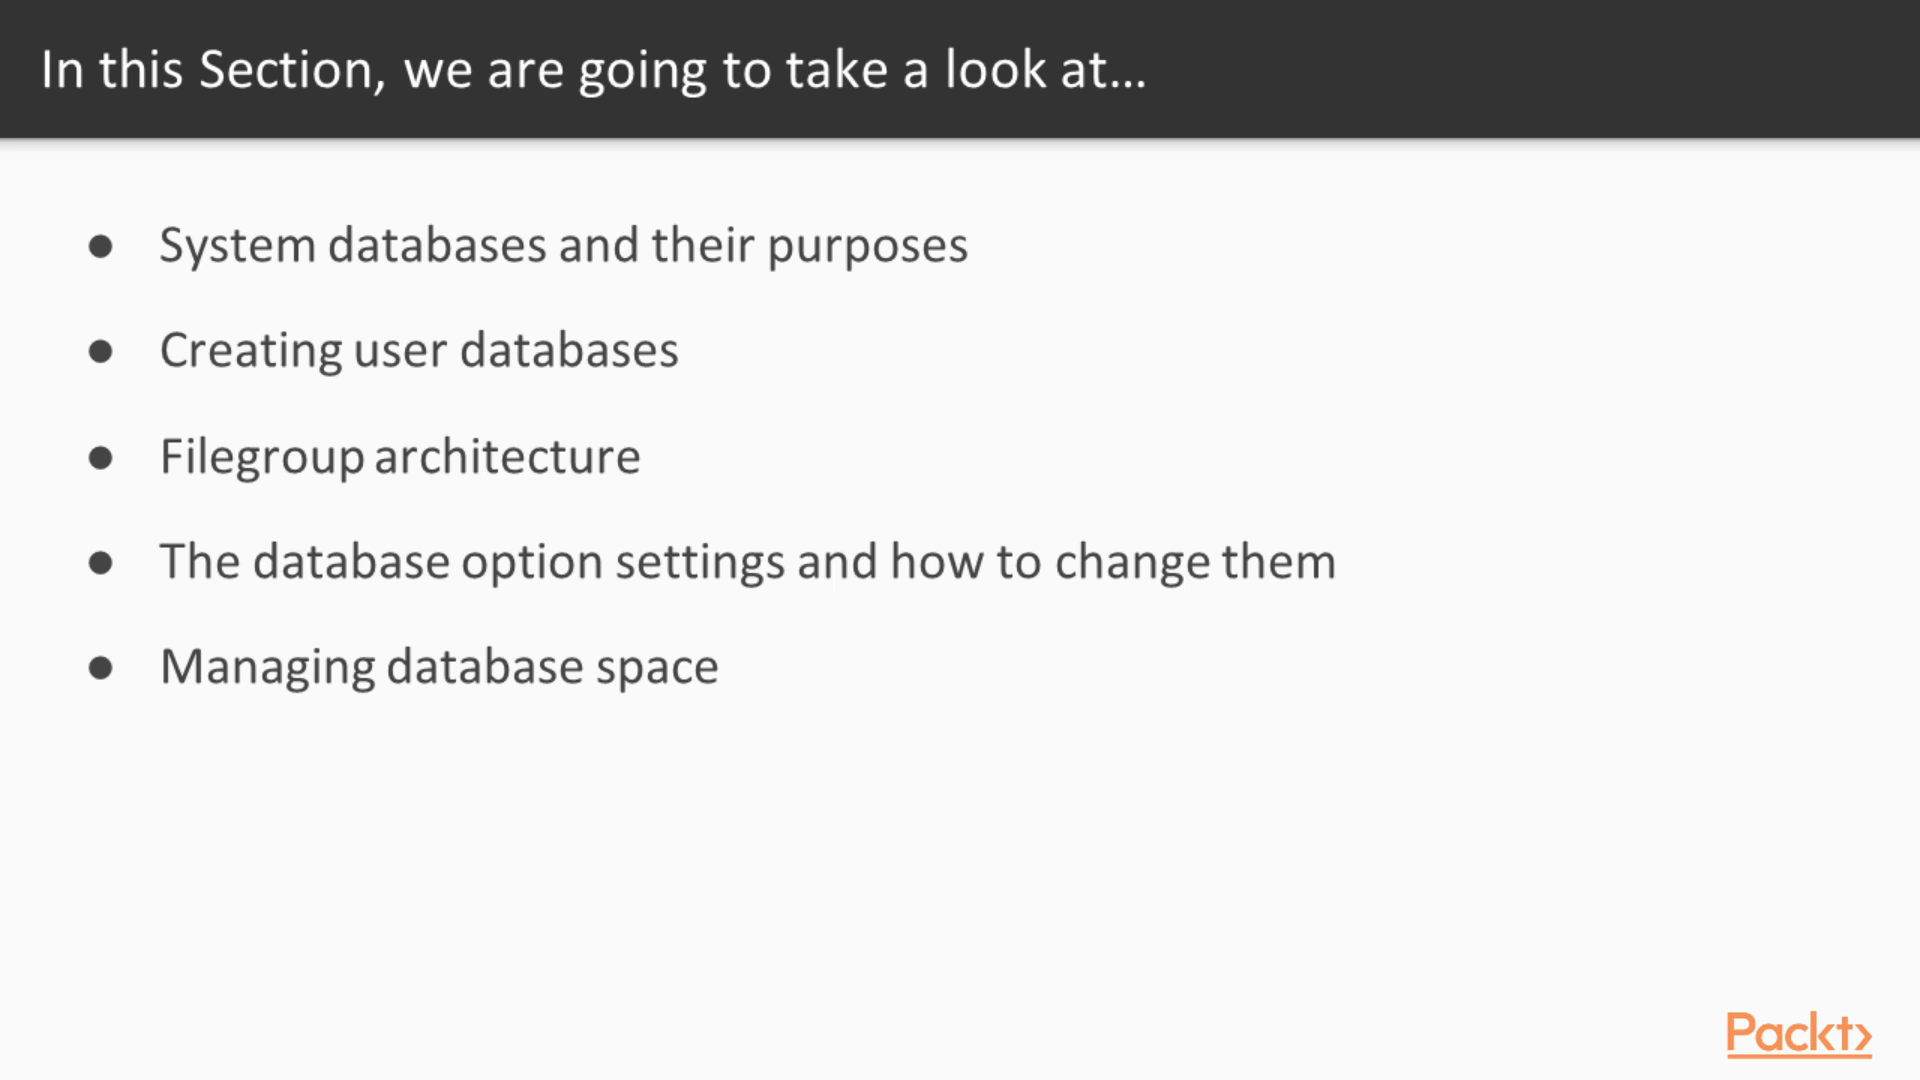 In this Section, we are going to take a look at...
● System databases and their purposes
● Creating user databases
● Filegroup architecture
● The database option settings and how to change them
● Managing database space
Packt>